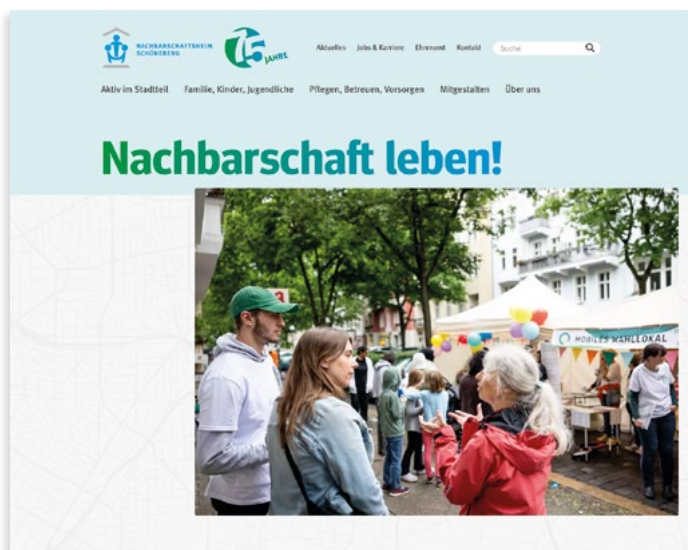 NACHBARSCHAFTSHEIM
SCHÖNEBERG
75
JAHRE
Aktuelles Jobs & Karriere Ehrenamt Kontakt Suche
Aktiv im Stadtteil Familie, Kinder, Jugendliche Pflegen, Betreuen, Vorsorgen Mitgestalten Über uns
Nachbarschaft leben!
MOBILES WAHLLOKAL